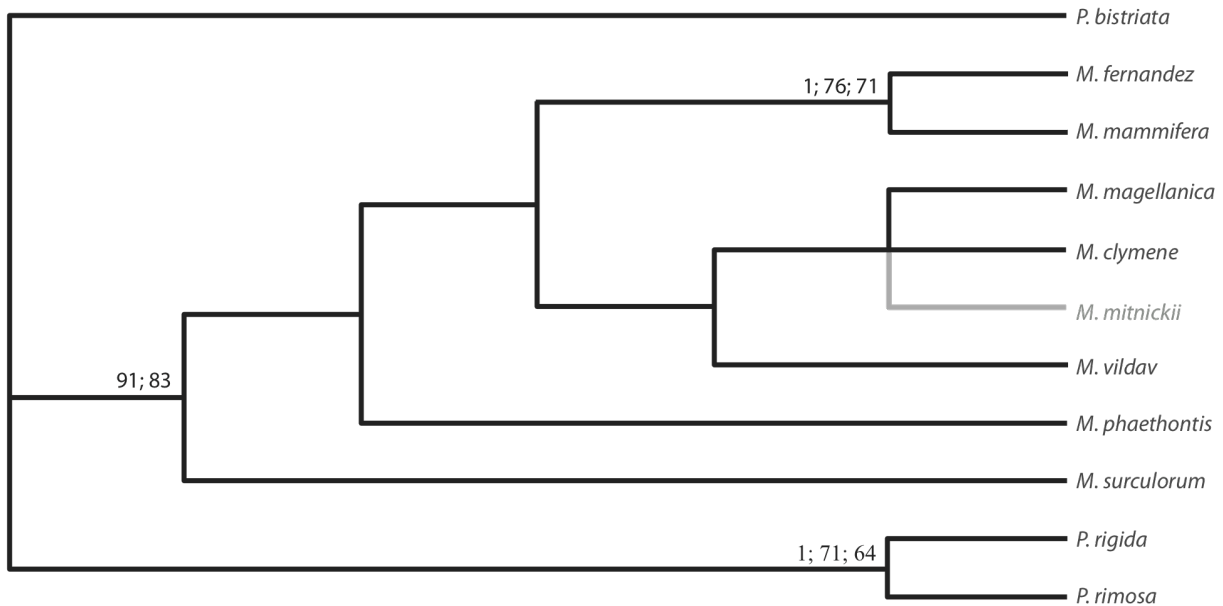 P. bistriata
M. fernandez
1; 76; 71
M. mammifera
M. magellanica
M. clymene
M. mitnickii
M. vildav
91; 83
M. phaethontis
M. surculorum
P. rigida
1; 71; 64
P. rimosa